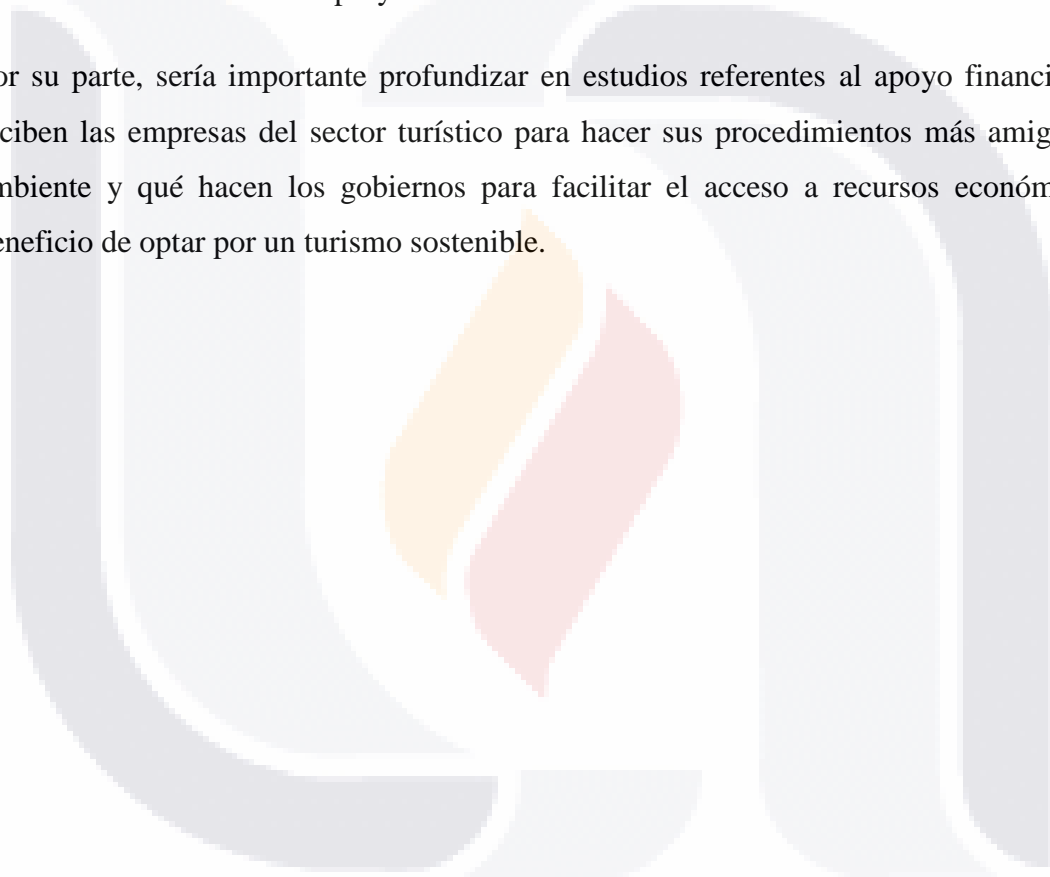 or su parte, sería importante profundizar en estudios referentes al apoyo financi
ciben las empresas del sector turístico para hacer sus procedimientos más amig
mbiente y qué hacen los gobiernos para facilitar el acceso a recursos económ
eneficio de optar por un turismo sostenible.